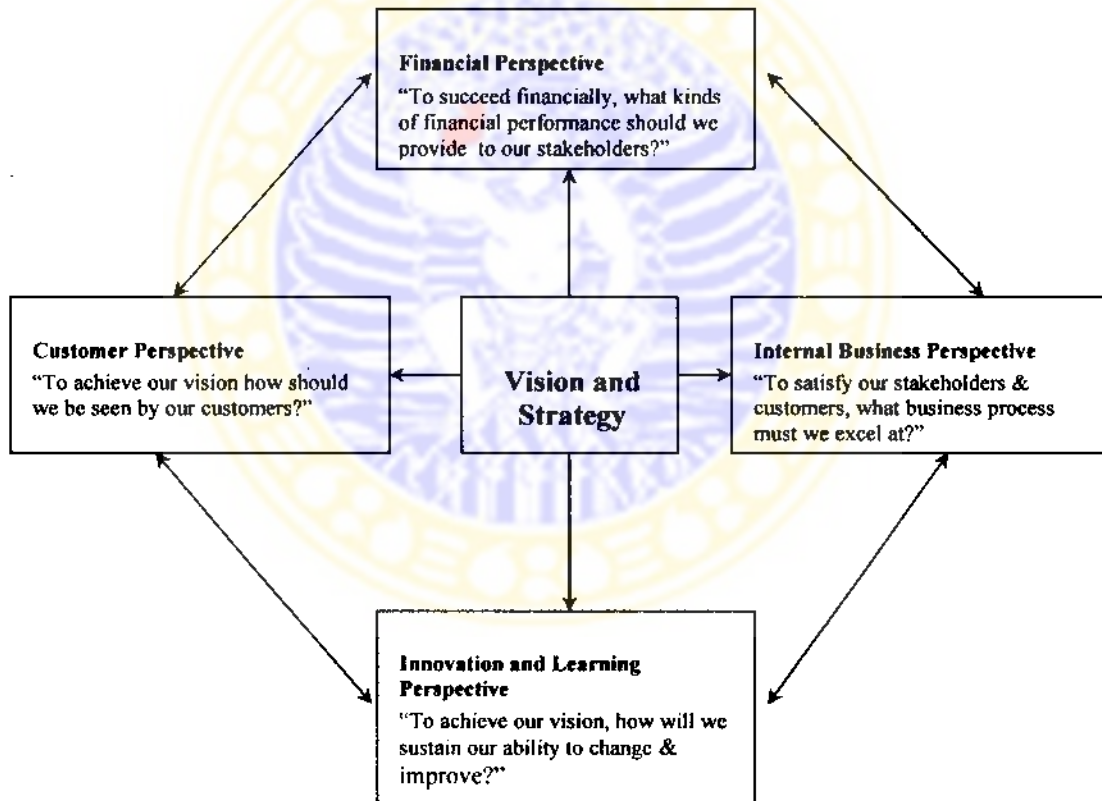 Financial Perspective
“To succeed financially, what kinds
of financial performance should we
provide to our stakeholders?”
Customer Perspective
“To achieve our vision how should
we be seen by our customers?”
Vision and
Strategy
Internal Business Perspective
“To satisfy our stakeholders &
customers, what business process
must we excel at?”
Innovation and Learning
Perspective
“To achieve our vision, how will we
sustain our ability to change &
improve?”